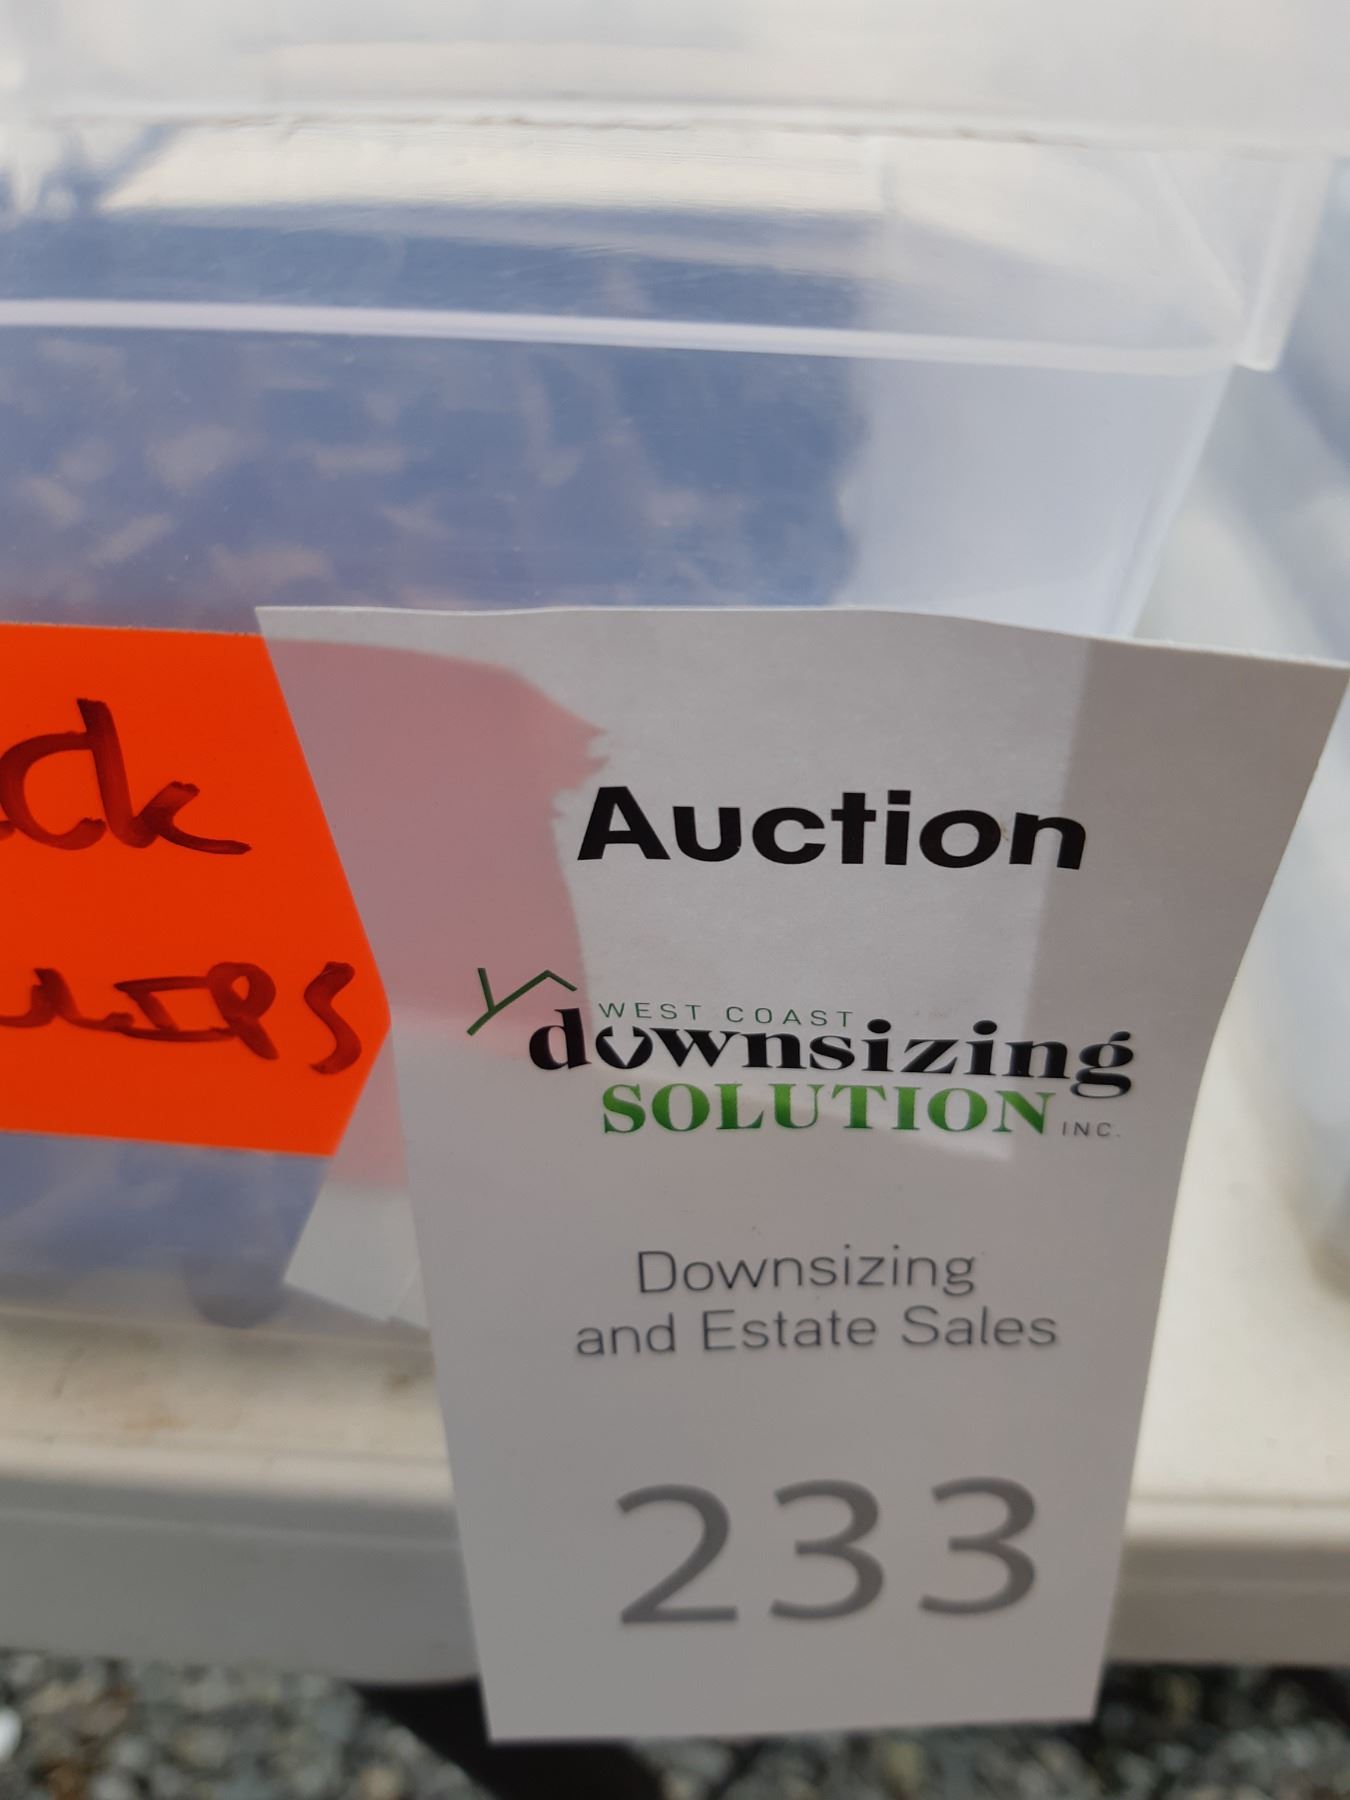 Auction
WEST COAST
downsizing
SOLUTION INC.
Downsizing
and Estate Sales
233